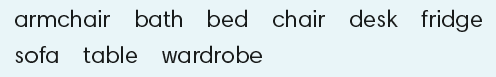 armchair bath bed chair desk fridge
sofa table wardrobe